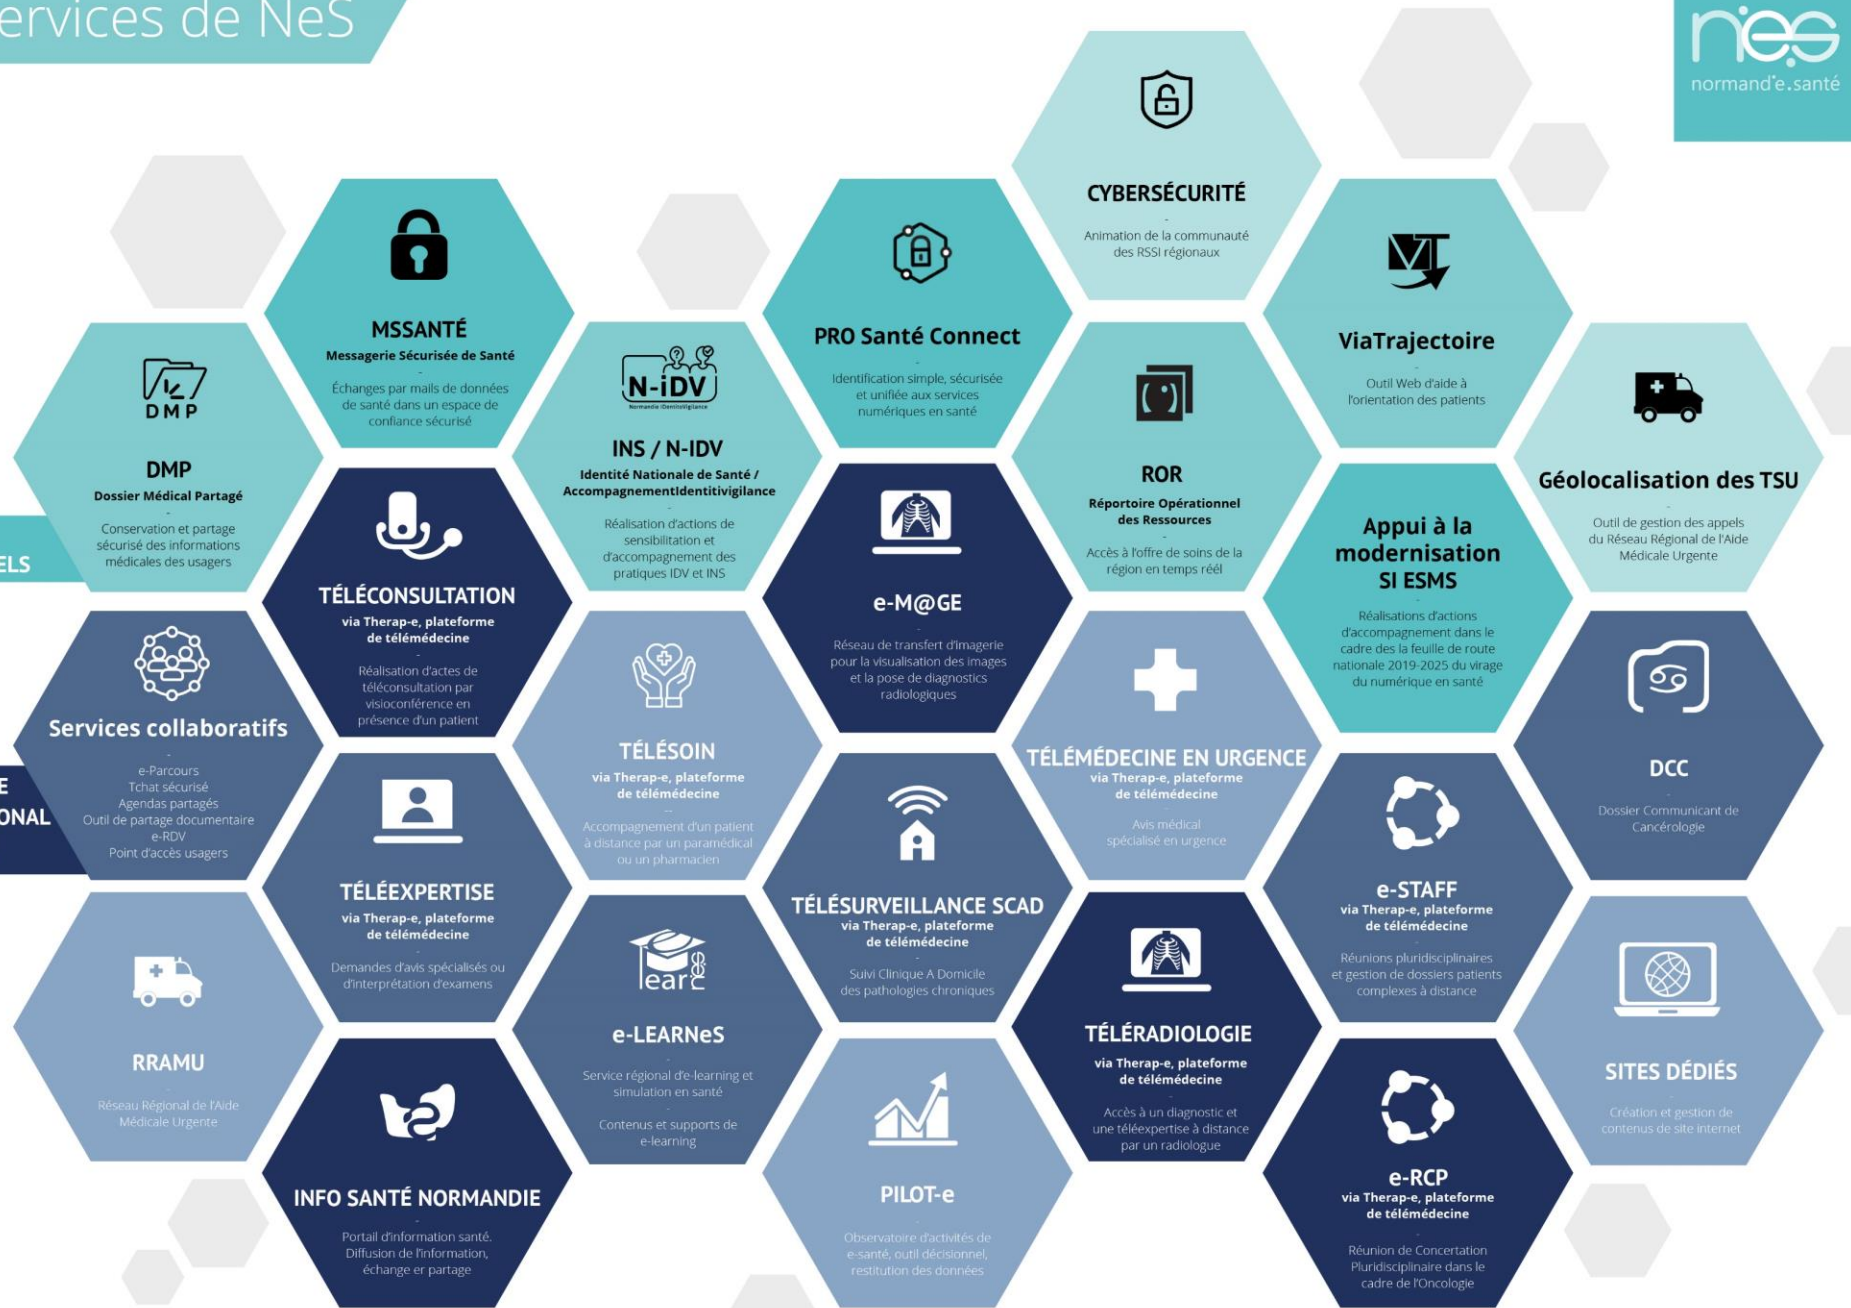 ervices de NeS
nes
normand'e.santé
CYBERSÉCURITÉ
-
Animation de la communauté
des RSSI régionaux
MSSANTÉ
Messagerie Sécurisée de Santé
-
Échanges par mails de données
de santé dans un espace de
confiance sécurisé
PRO Santé Connect
-
Identification simple, sécurisée
et unifiée aux services
numériques en santé
VT
ViaTrajectoire
-
Outil Web d'aide à
l'orientation des patients
DMP
DMP
Dossier Médical Partagé
-
Conservation et partage
sécurisé des informations
médicales des usagers
N-iDV
Normandie iDentitoVigilance
INS / N-IDV
Identité Nationale de Santé /
AccompagnementIdentitivigilance
-
Réalisation d'actions de
sensibilitation et
d'accompagnement des
pratiques IDV et INS
ROR
Réportoire Opérationnel
des Ressources
-
Accès à l'offre de soins de la
région en temps réél
Géolocalisation des TSU
-
Outil de gestion des appels
du Réseau Régional de l'Aide
Médicale Urgente
ELS
TÉLÉCONSULTATION
via Therap-e, plateforme
de télémédecine
-
Réalisation d'actes de
téléconsultation par
visioconférence en
présence d'un patient
e-M@GE
-
Réseau de transfert d'imagerie
pour la visualisation des images
et la pose de diagnostics
radiologiques
Appui à la
modernisation
SI ESMS
-
Réalisations d'actions
d'accompagnement dans le
cadre des la feuille de route
nationale 2019-2025 du virage
du numérique en santé
Services collaboratifs
-
e-Parcours
Tchat sécurisé
Agendas partagés
Outil de partage documentaire
e-RDV
Point d'accès usagers
E
ONAL
TÉLÉSOIN
via Therap-e, plateforme
de télémédecine
--
Accompagnement d'un patient
à distance par un paramédical
ou un pharmacien
TÉLÉMÉDECINE EN URGENCE
via Therap-e, plateforme
de télémédecine
-
Avis médical
spécialisé en urgence
DCC
-
Dossier Communicant de
Cancérologie
TÉLÉEXPERTISE
via Therap-e, plateforme
de télémédecine
-
Demandes d'avis spécialisés ou
d'interprétation d'examens
TÉLÉSURVEILLANCE SCAD
via Therap-e, plateforme
de télémédecine
-
Suivi Clinique A Domicile
des pathologies chroniques
e-STAFF
via Therap-e, plateforme
de télémédecine
-
Réunions pluridisciplinaires
et gestion de dossiers patients
complexes à distance
RRAMU
-
Réseau Régional de l'Aide
Médicale Urgente
e-LEARNeS
-
Service régional d'e-learning et
simulation en santé
-
Contenus et supports de
e-learning
TÉLÉRADIOLOGIE
via Therap-e, plateforme
de télémédecine
-
Accès à un diagnostic et
une téléexpertise à distance
par un radiologue
SITES DÉDIÉS
-
Création et gestion de
contenus de site internet
INFO SANTÉ NORMANDIE
-
Portail d'information santé.
Diffusion de l'information,
échange er partage
PILOT-e
-
Observatoire d'activités de
e-santé, outil décisionnel,
restitution des données
e-RCP
via Therap-e, plateforme
de télémédecine
-
Réunion de Concertation
Pluridisciplinaire dans le
cadre de l'Oncologie